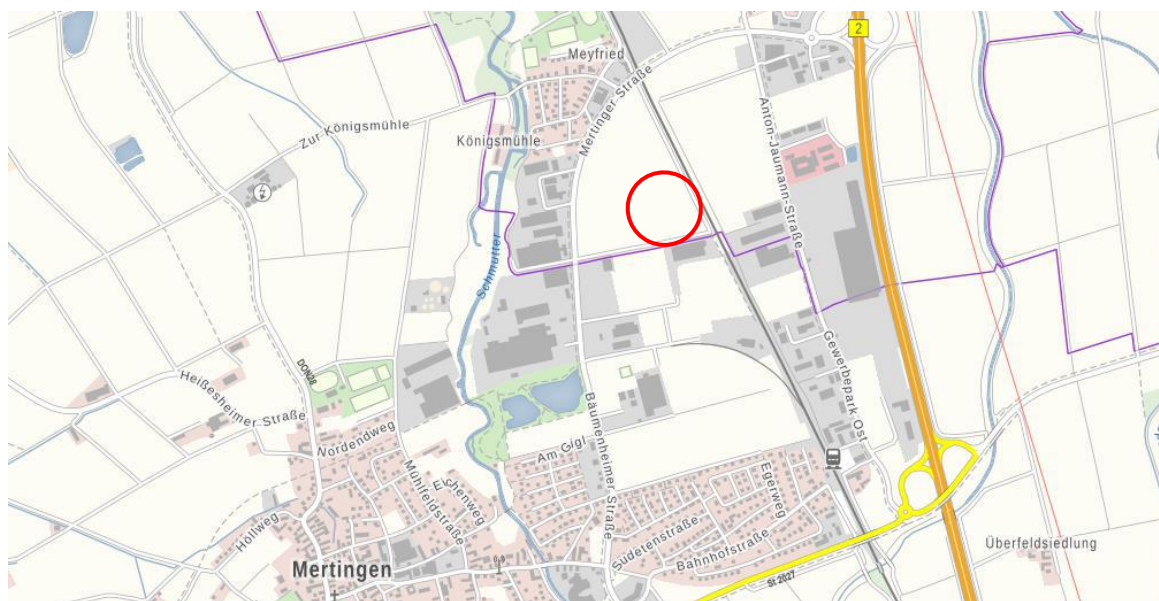 2
Meyfried
Mertinger Straße
Anton-Jaumann-Straße
Zur Königsmühle
Königsmühle
Schmutter
DON28
Heißesheimer Straße
Gewerbepark Ost
Bäumenheimer Straße
Nordendweg
Am Gigl
Mühlfeldstraße
Eichenweg
Egerweg
Höllweg
Sudetenstraße
Bahnhofstraße
Überfeldsiedlung
Mertingen
St 2027